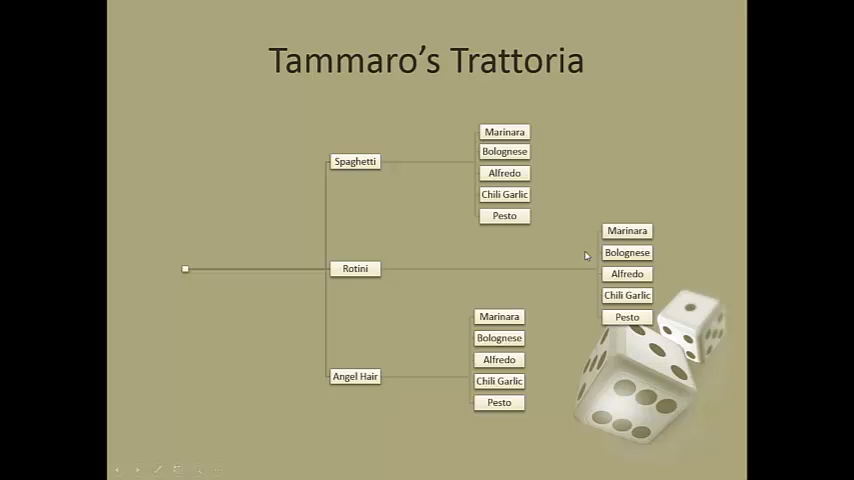 Tammaro's Trattoria
Spaghetti
Marinara
Bolognese
Alfredo
Chili Garlic
Pesto
Rotini
Marinara
Bolognese
Alfredo
Chili Garlic
Pesto
Angel Hair
Marinara
Bolognese
Alfredo
Chili Garlic
Pesto